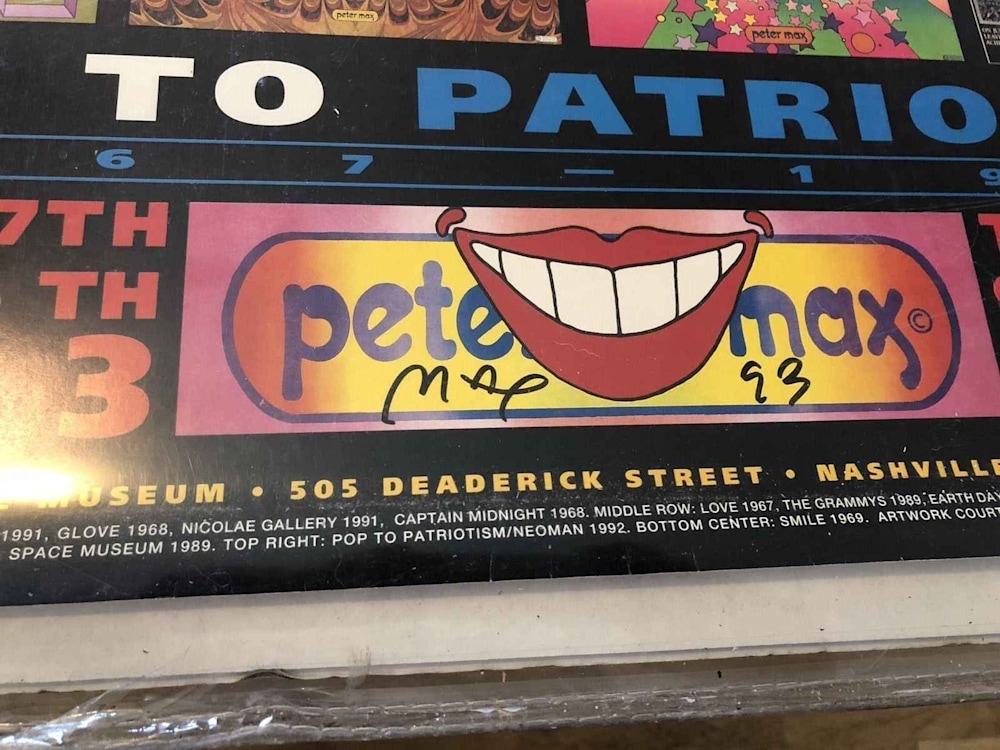 peter max
peter max
TO PATRIO
6 7 — 1 9
7TH
TH
3
peter max©
Max 93
MUSEUM • 505 DEADERICK STREET • NASHVILLE
1991, GLOVE 1968, NICOLAE GALLERY 1991, CAPTAIN MIDNIGHT 1968. MIDDLE ROW: LOVE 1967, THE GRAMMYS 1989, EARTH DAY
SPACE MUSEUM 1989. TOP RIGHT: POP TO PATRIOTISM/NEOMAN 1992. BOTTOM CENTER: SMILE 1969. ARTWORK COURT